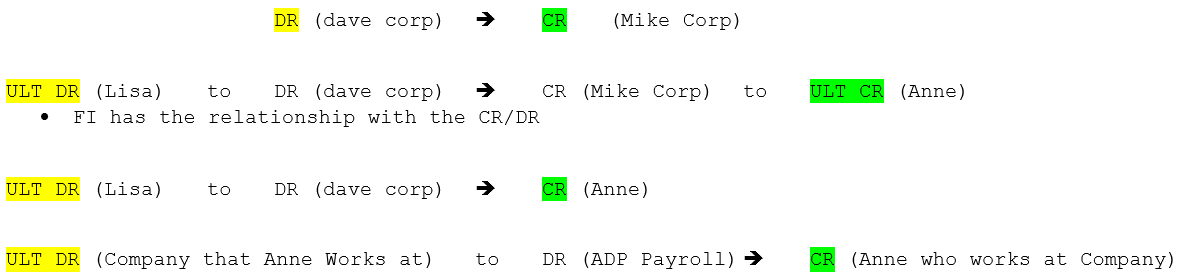 DR (dave corp) → CR (Mike Corp)
ULT DR (Lisa) to DR (dave corp) → CR (Mike Corp) to ULT CR (Anne)
• FI has the relationship with the CR/DR
ULT DR (Lisa) to DR (dave corp) → CR (Anne)
ULT DR (Company that Anne Works at) to DR (ADP Payroll) → CR (Anne who works at Company)